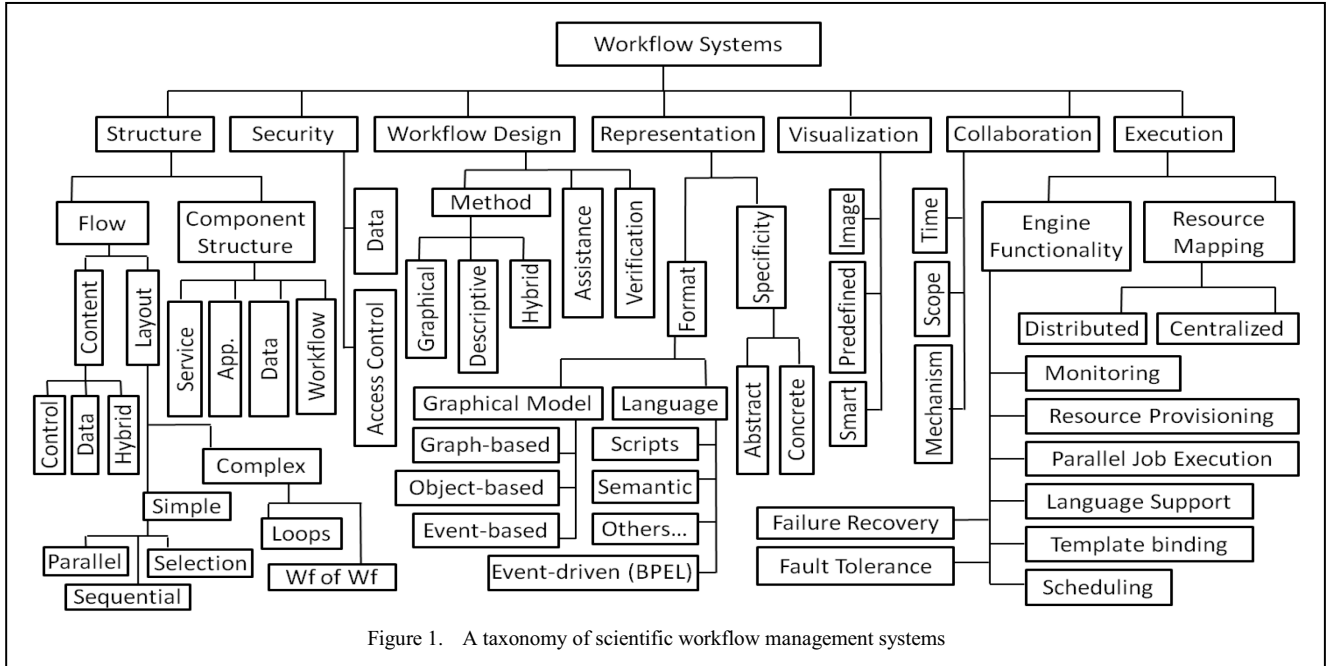 Workflow Systems
Structure
Security
Workflow Design
Representation
Visualization
Collaboration
Execution
Flow
Component
Structure
Content
Layout
Control
Data
Hybrid
Service
App.
Data
Workflow
Complex
Simple
Loops
Wf of Wf
Parallel
Selection
Sequential
Data
Access Control
Method
Graphical
Descriptive
Hybrid
Assistance
Verification
Format
Specificity
Graphical Model
Language
Graph-based
Object-based
Event-based
Scripts
Semantic
Others...
Event-driven (BPEL)
Abstract
Concrete
Image
Predefined
Smart
Time
Scope
Mechanism
Engine
Functionality
Resource
Mapping
Distributed
Centralized
Monitoring
Resource Provisioning
Parallel Job Execution
Language Support
Failure Recovery
Template binding
Fault Tolerance
Scheduling
Figure 1. A taxonomy of scientific workflow management systems